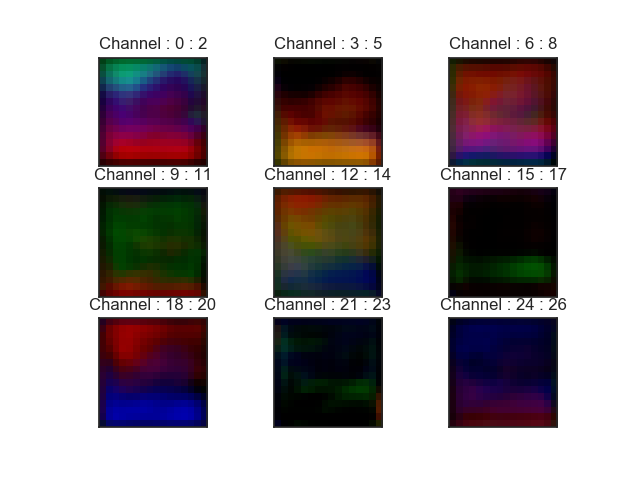 Channel : 0 : 2
Channel : 3 : 5
Channel : 6 : 8
Channel : 9 : 11
Channel : 12 : 14
Channel : 15 : 17
Channel : 18 : 20
Channel : 21 : 23
Channel : 24 : 26